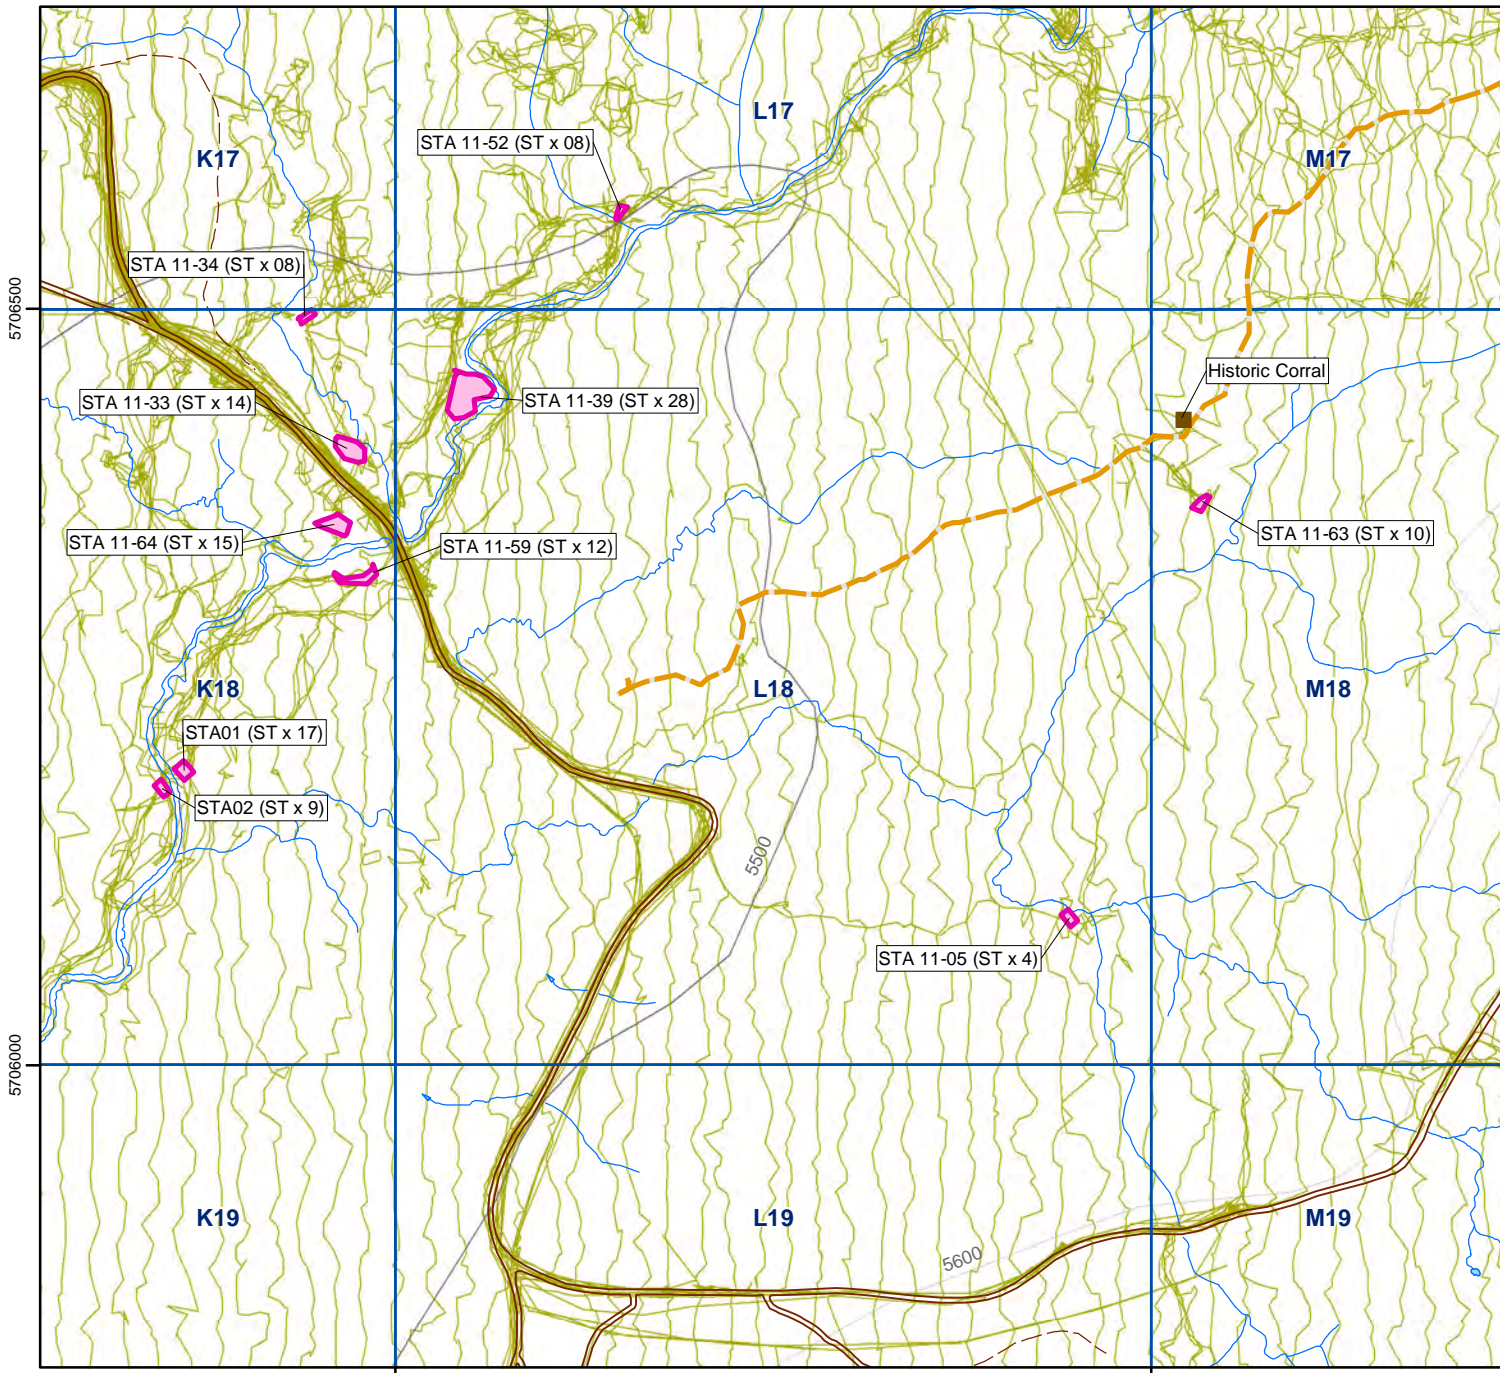 L17
K17
M17
STA 11-52 (ST x 08)
STA 11-34 (ST x 08)
5706500
Historic Corral
STA 11-33 (ST x 14)
STA 11-39 (ST x 28)
STA 11-64 (ST x 15)
STA 11-59 (ST x 12)
STA 11-63 (ST x 10)
K18
L18
M18
STA01 (ST x 17)
STA02 (ST x 9)
5500
STA 11-05 (ST x 4)
5706000
K19
L19
M19
5600